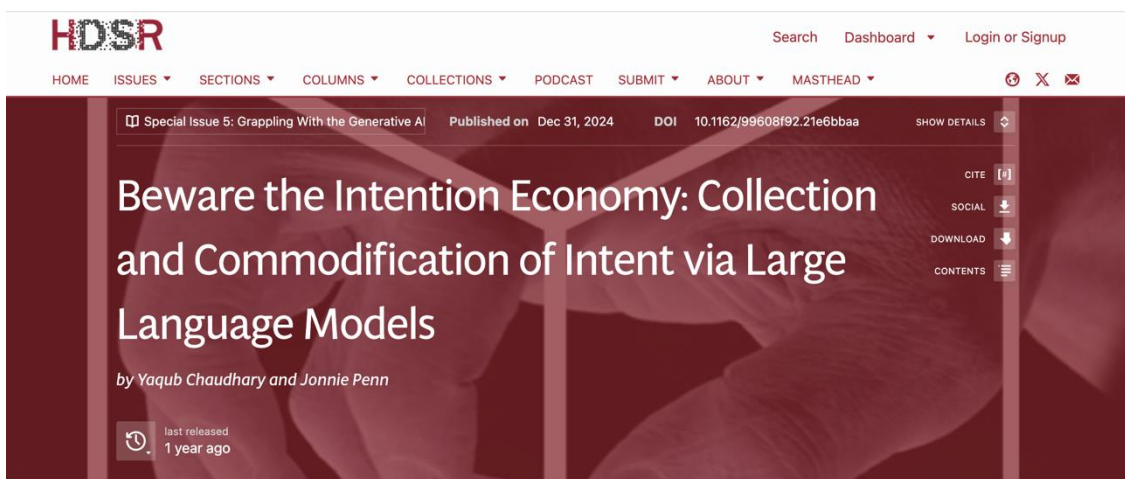 HDSR
Search Dashboard Login or Signup
HOME ISSUES SECTIONS COLUMNS COLLECTIONS PODCAST SUBMIT ABOUT MASTHEAD
Special Issue 5: Grappling With the Generative AI Published on Dec 31, 2024 DOI 10.1162/99608f92.21e6bbaa SHOW DETAILS
CITE [#]
SOCIAL
DOWNLOAD
CONTENTS
Beware the Intention Economy: Collection
and Commodification of Intent via Large
Language Models
by Yaqub Chaudhary and Jonnie Penn
last released
1 year ago